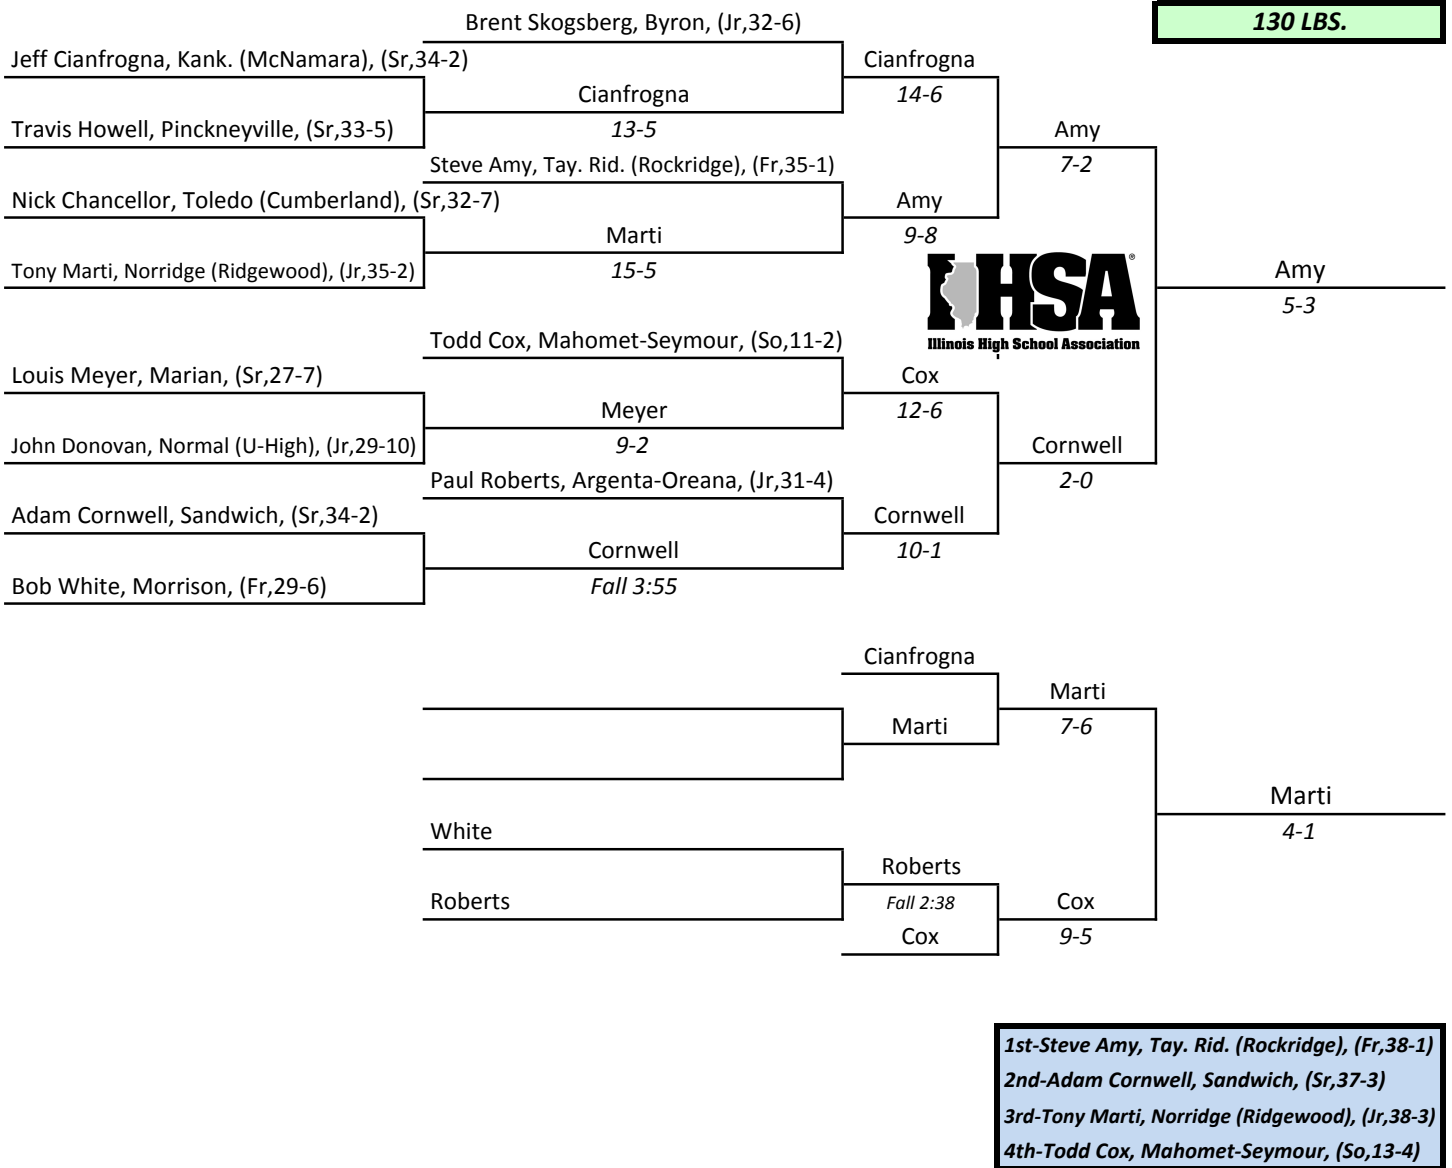 Brent Skogsberg, Byron, (Jr,32-6)
130 LBS.
Jeff Cianfrogna, Kank. (McNamara), (Sr,34-2)
Cianfrogna
Cianfrogna
14-6
Travis Howell, Pinckneyville, (Sr,33-5)
13-5
Amy
Steve Amy, Tay. Rid. (Rockridge), (Fr,35-1)
7-2
Nick Chancellor, Toledo (Cumberland), (Sr,32-7)
Amy
Marti
9-8
Tony Marti, Norridge (Ridgewood), (Jr,35-2)
15-5
IHSA®
Illinois High School Association
Amy
5-3
Todd Cox, Mahomet-Seymour, (So,11-2)
Louis Meyer, Marian, (Sr,27-7)
Cox
Meyer
12-6
John Donovan, Normal (U-High), (Jr,29-10)
9-2
Cornwell
Paul Roberts, Argenta-Oreana, (Jr,31-4)
2-0
Adam Cornwell, Sandwich, (Sr,34-2)
Cornwell
Cornwell
10-1
Bob White, Morrison, (Fr,29-6)
Fall 3:55
Cianfrogna
Marti
Marti
7-6
Marti
4-1
White
Roberts
Roberts
Fall 2:38
Cox
Cox
9-5
1st-Steve Amy, Tay. Rid. (Rockridge), (Fr,38-1)
2nd-Adam Cornwell, Sandwich, (Sr,37-3)
3rd-Tony Marti, Norridge (Ridgewood), (Jr,38-3)
4th-Todd Cox, Mahomet-Seymour, (So,13-4)